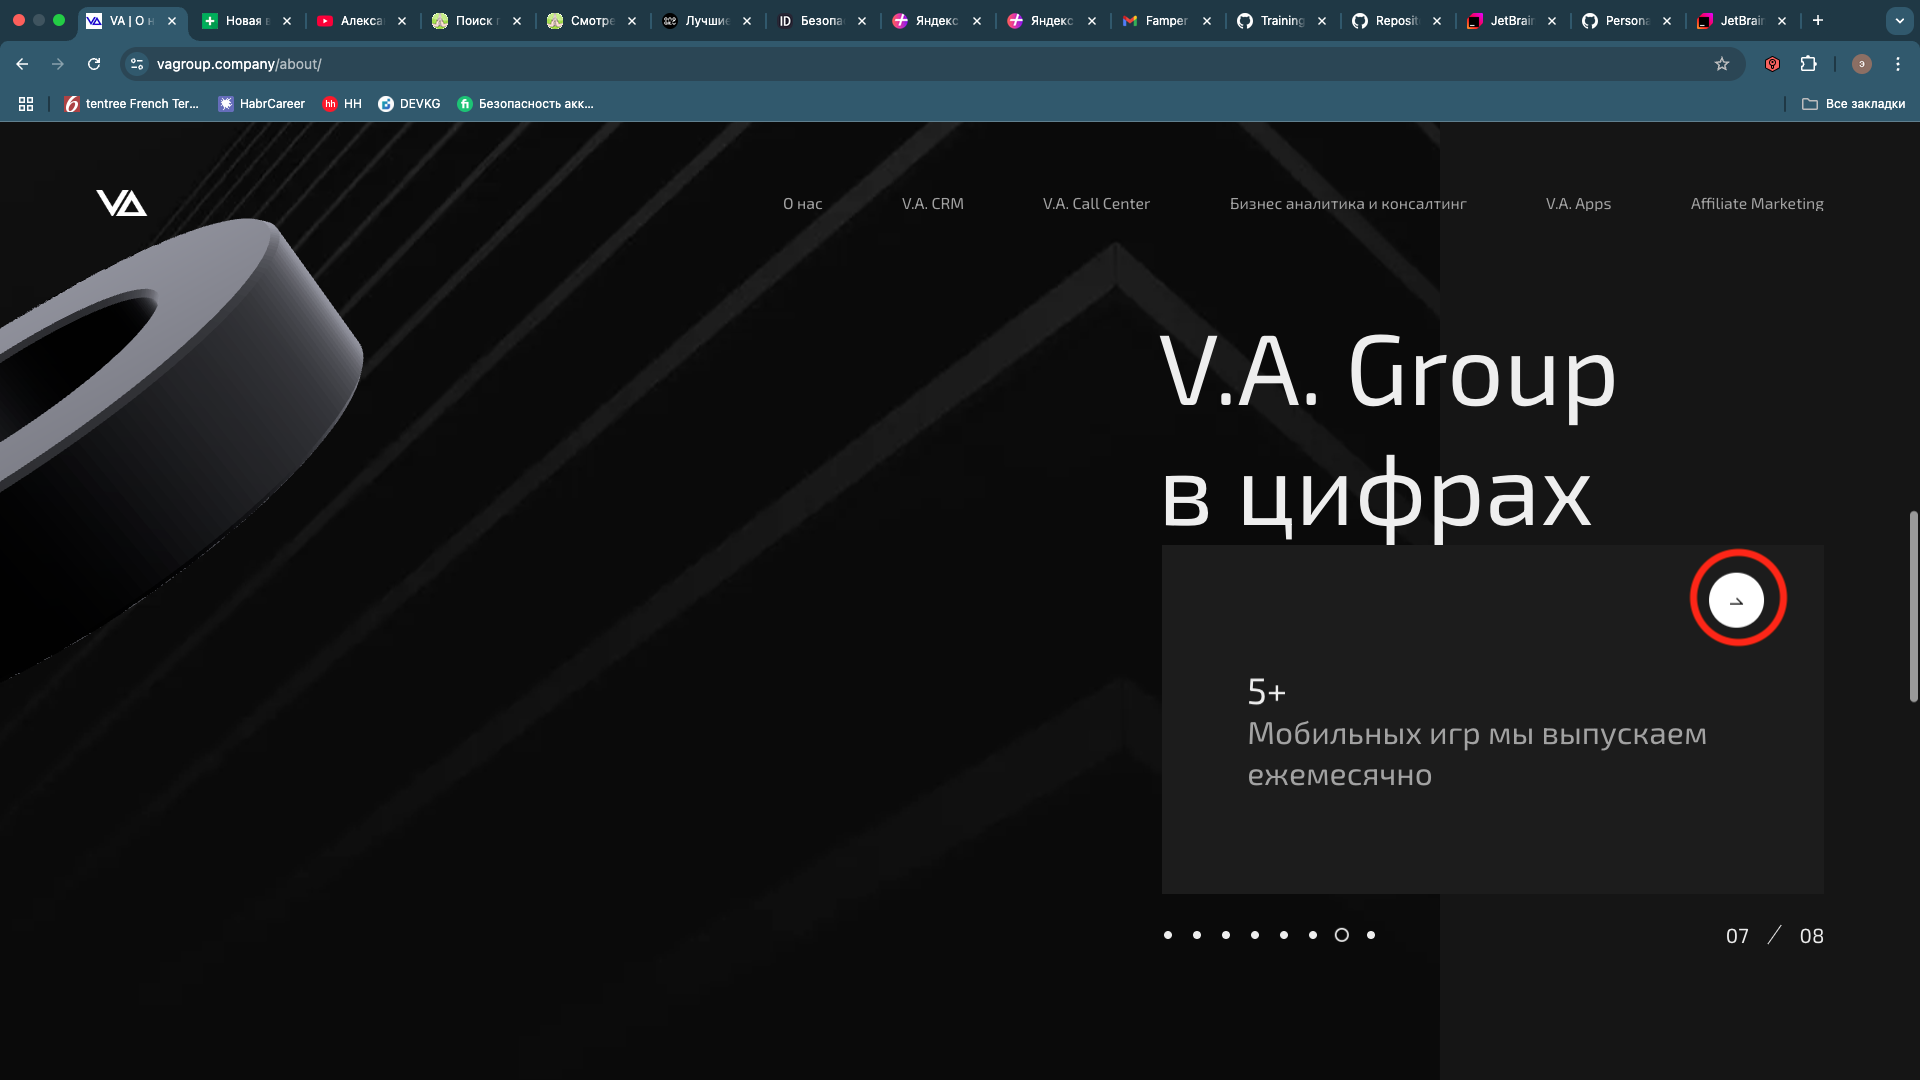 VA | О н
Новая в
Алекса
Поиск г
Смотре
Лучшие
Безопа
Яндекс
Яндекс
Famper
Training
Reposit
JetBrain
Persona
JetBrain
vagroup.company/about/
tentree French Ter...
HabrCareer
HH
DEVKG
Безопасность акк...
Все закладки
VA
О нас
V.A. CRM
V.A. Call Center
Бизнес аналитика и консалтинг
V.A. Apps
Affiliate Marketing
V.A. Group
в цифрах
5+
Мобильных игр мы выпускаем
ежемесячно
07 / 08